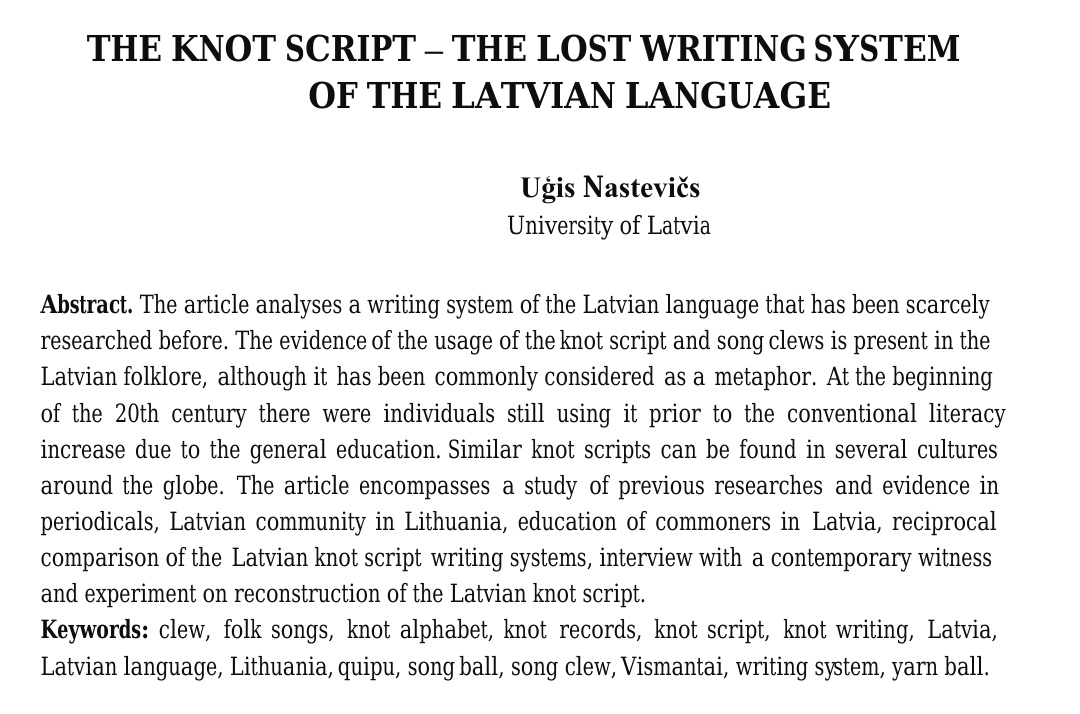 THE KNOT SCRIPT – THE LOST WRITING SYSTEM
OF THE LATVIAN LANGUAGE
Uģis Nastevičs
University of Latvia
Abstract. The article analyses a writing system of the Latvian language that has been scarcely
researched before. The evidence of the usage of the knot script and song clews is present in the
Latvian folklore, although it has been commonly considered as a metaphor. At the beginning
of the 20th century there were individuals still using it prior to the conventional literacy
increase due to the general education. Similar knot scripts can be found in several cultures
around the globe. The article encompasses a study of previous researches and evidence in
periodicals, Latvian community in Lithuania, education of commoners in Latvia, reciprocal
comparison of the Latvian knot script writing systems, interview with a contemporary witness
and experiment on reconstruction of the Latvian knot script.
Keywords: clew, folk songs, knot alphabet, knot records, knot script, knot writing, Latvia,
Latvian language, Lithuania, quipu, song ball, song clew, Vismantai, writing system, yarn ball.